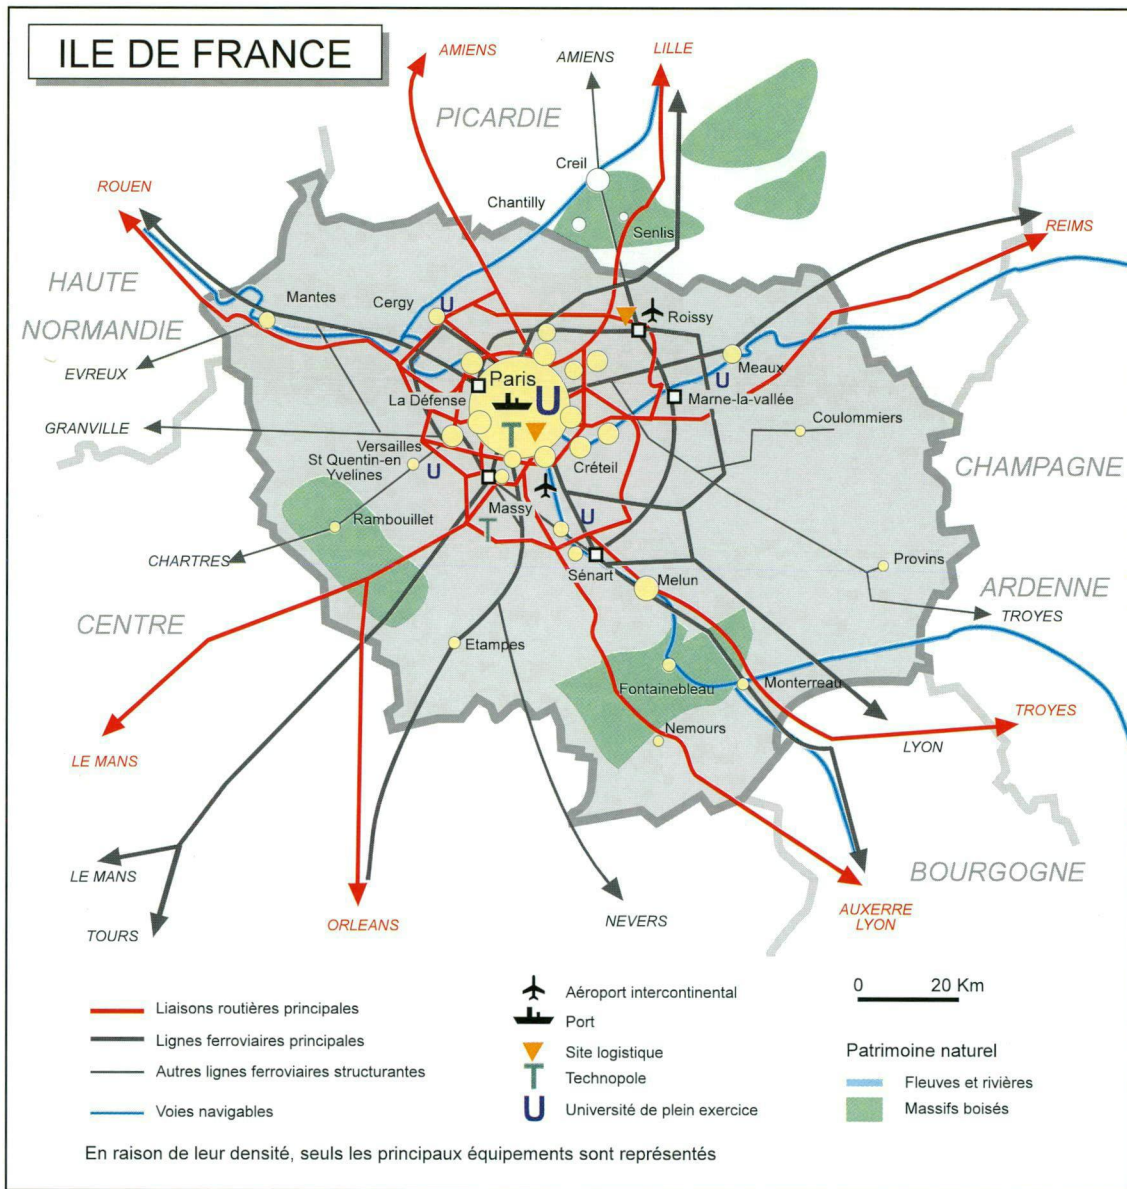 ILE DE FRANCE
AMIENS
LILLE
AMIENS
PICARDIE
Creil
Chantilly
Senlis
ROUEN
REIMS
HAUTE
NORMANDIE
Mantes
Cergy
U
Roissy
EVREUX
Paris
Meaux
U
La Défense
U
Marne-la-vallée
GRANVILLE
Coulommiers
T
Versailles
St Quentin-en
Yvelines
U
Créteil
CHAMPAGNE
Massy
U
Rambouillet
T
CHARTRES
Sénart
Melun
Provins
ARDENNE
TROYES
CENTRE
Etampes
Fontainebleau
Monterreau
Nemours
TROYES
LYON
LE MANS
LE MANS
BOURGOGNE
TOURS
ORLEANS
NEVERS
AUXERRE
LYON
Liaisons routières principales
Lignes ferroviaires principales
Autres lignes ferroviaires structurantes
Voies navigables
Aéroport intercontinental
Port
Site logistique
T Technopole
U Université de plein exercice
0 20 Km
Patrimoine naturel
Fleuves et rivières
Massifs boisés
En raison de leur densité, seuls les principaux équipements sont représentés